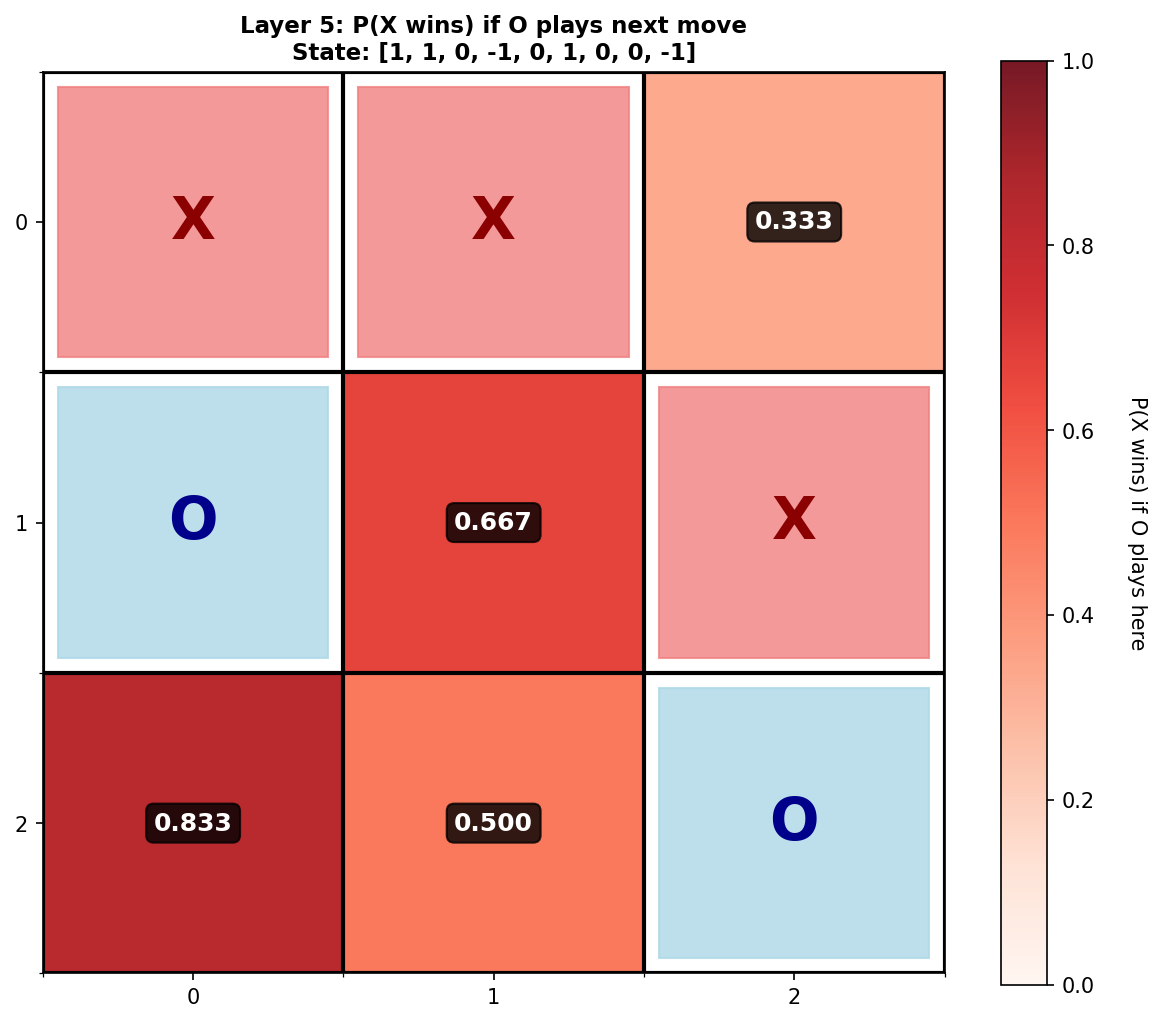 Layer 5: P(X wins) if O plays next move
State: [1, 1, 0, -1, 0, 1, 0, 0, -1]
X
X
0.333
O
0.667
X
0.833
0.500
O
0
1
2
0
1
2
1.0
0.8
0.6
0.4
0.2
0.0
P(X wins) if O plays here